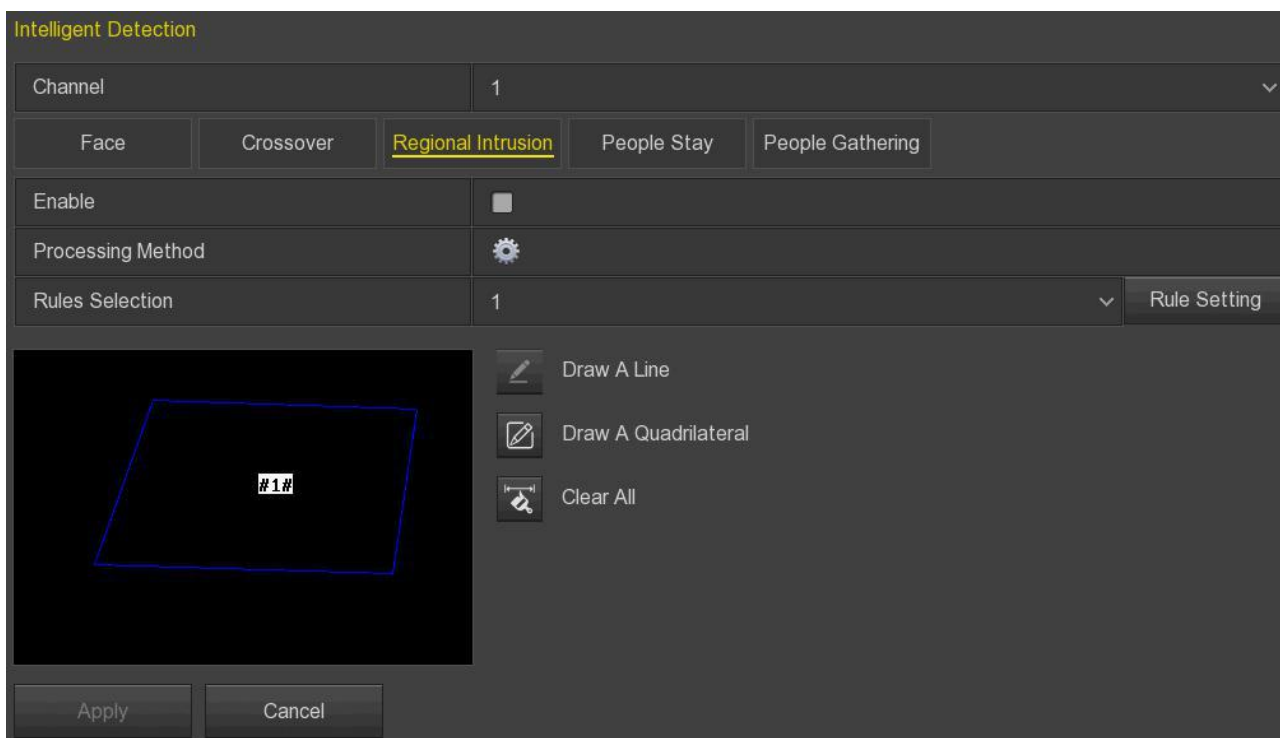 Intelligent Detection
Channel 1
Face Crossover Regional Intrusion People Stay People Gathering
Enable
Processing Method
Rules Selection 1 Rule Setting
Draw A Line
Draw A Quadrilateral
#1#
Clear All
Apply Cancel